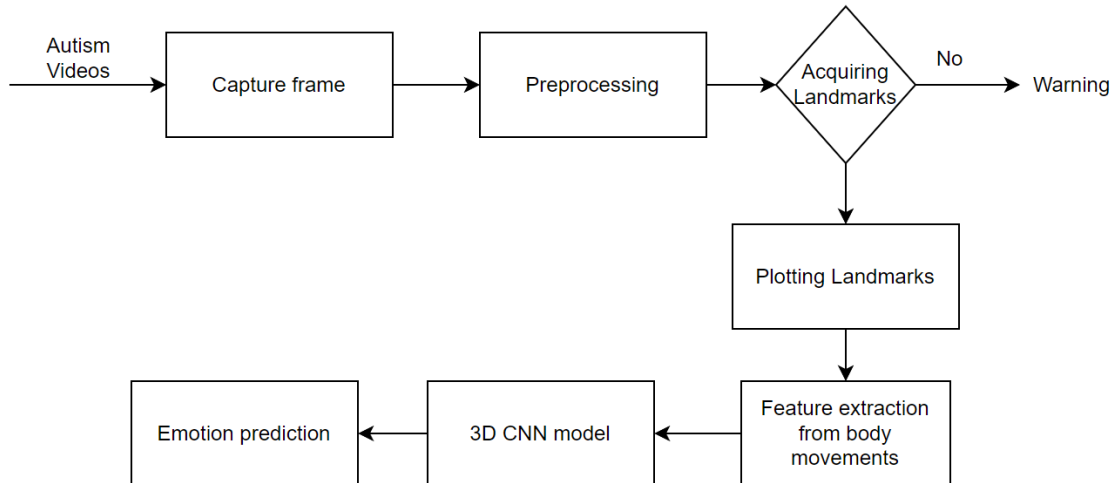 Autism
Videos
Capture frame
Preprocessing
Acquiring
Landmarks
No
Warning
Plotting Landmarks
Feature extraction
from body
movements
3D CNN model
Emotion prediction